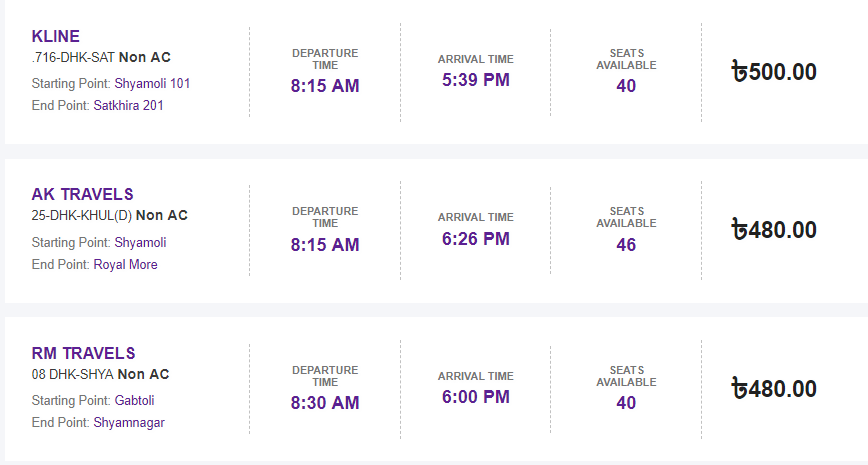 KLINE
.716-DHK-SAT Non AC
Starting Point: Shyamoli 101
End Point: Satkhira 201
DEPARTURE
TIME
8:15 AM
ARRIVAL TIME
5:39 PM
SEATS
AVAILABLE
40
৳500.00
AK TRAVELS
25-DHK-KHUL(D) Non AC
Starting Point: Shyamoli
End Point: Royal More
DEPARTURE
TIME
8:15 AM
ARRIVAL TIME
6:26 PM
SEATS
AVAILABLE
46
৳480.00
RM TRAVELS
08 DHK-SHYA Non AC
Starting Point: Gabtoli
End Point: Shyamnagar
DEPARTURE
TIME
8:30 AM
ARRIVAL TIME
6:00 PM
SEATS
AVAILABLE
40
৳480.00